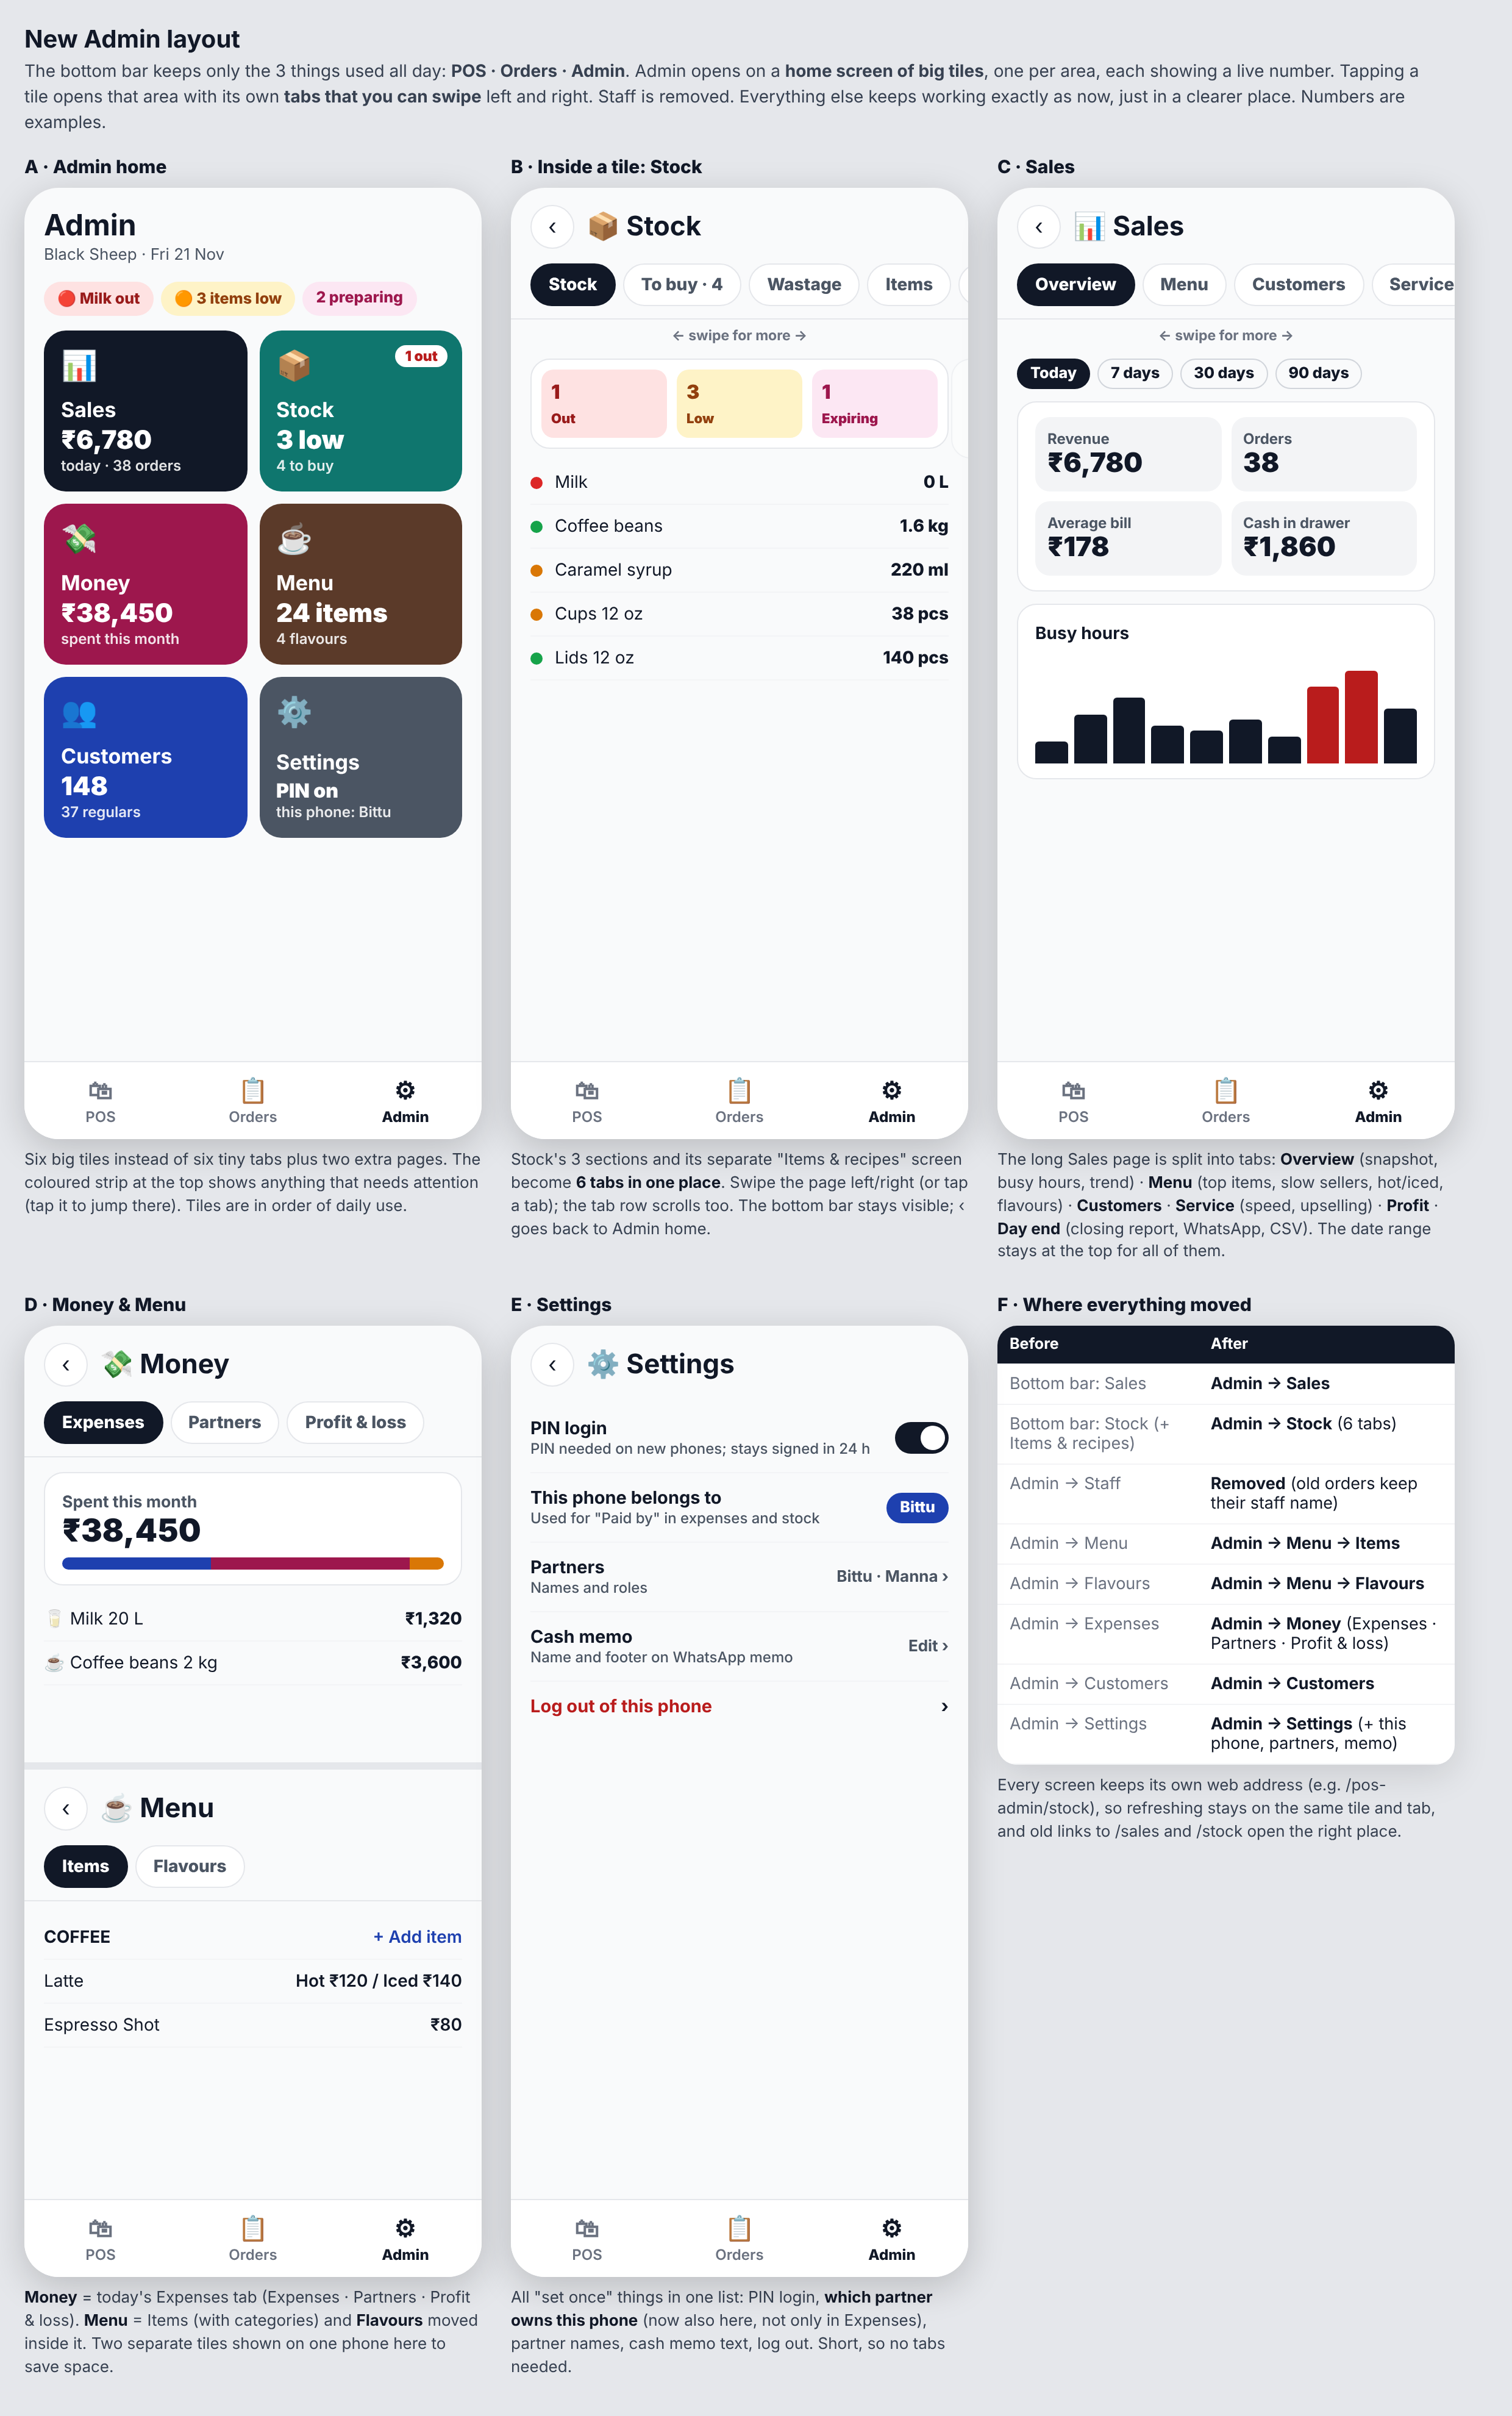 New Admin layout
The bottom bar keeps only the 3 things used all day: POS · Orders · Admin. Admin opens on a home screen of big tiles, one per area, each showing a live number. Tapping a
tile opens that area with its own tabs that you can swipe left and right. Staff is removed. Everything else keeps working exactly as now, just in a clearer place. Numbers are
examples.
A · Admin home
Admin
Black Sheep · Fri 21 Nov
Milk out
3 items low
2 preparing
Sales
₹6,780
today · 38 orders
1 out
Stock
3 low
4 to buy
Money
₹38,450
spent this month
Menu
24 items
4 flavours
Customers
148
37 regulars
Settings
PIN on
this phone: Bittu
POS
Orders
Admin
Six big tiles instead of six tiny tabs plus two extra pages. The
coloured strip at the top shows anything that needs attention
(tap it to jump there). Tiles are in order of daily use.
B · Inside a tile: Stock
‹
Stock
Stock
To buy · 4
Wastage
Items
← swipe for more →
1
Out
3
Low
1
Expiring
Milk 0 L
Coffee beans 1.6 kg
Caramel syrup 220 ml
Cups 12 oz 38 pcs
Lids 12 oz 140 pcs
POS
Orders
Admin
Stock's 3 sections and its separate "Items & recipes" screen
become 6 tabs in one place. Swipe the page left/right (or tap
a tab); the tab row scrolls too. The bottom bar stays visible; ‹
goes back to Admin home.
C · Sales
‹
Sales
Overview
Menu
Customers
Service
← swipe for more →
Today
7 days
30 days
90 days
Revenue
₹6,780
Orders
38
Average bill
₹178
Cash in drawer
₹1,860
Busy hours
POS
Orders
Admin
The long Sales page is split into tabs: Overview (snapshot,
busy hours, trend) · Menu (top items, slow sellers, hot/iced,
flavours) · Customers · Service (speed, upselling) · Profit ·
Day end (closing report, WhatsApp, CSV). The date range
stays at the top for all of them.
D · Money & Menu
‹
Money
Expenses
Partners
Profit & loss
Spent this month
₹38,450
Milk 20 L ₹1,320
Coffee beans 2 kg ₹3,600
‹
Menu
Items
Flavours
COFFEE + Add item
Latte Hot ₹120 / Iced ₹140
Espresso Shot ₹80
POS
Orders
Admin
Money = today's Expenses tab (Expenses · Partners · Profit
& loss). Menu = Items (with categories) and Flavours moved
inside it. Two separate tiles shown on one phone here to
save space.
E · Settings
‹
Settings
PIN login
PIN needed on new phones; stays signed in 24 h
This phone belongs to
Used for "Paid by" in expenses and stock
Bittu
Partners
Names and roles
Bittu · Manna ›
Cash memo
Name and footer on WhatsApp memo
Edit ›
Log out of this phone ›
POS
Orders
Admin
All "set once" things in one list: PIN login, which partner
owns this phone (now also here, not only in Expenses),
partner names, cash memo text, log out. Short, so no tabs
needed.
F · Where everything moved
Before After
Bottom bar: Sales Admin → Sales
Bottom bar: Stock (+
Items & recipes)
Admin → Stock (6 tabs)
Admin → Staff
Removed (old orders keep
their staff name)
Admin → Menu Admin → Menu → Items
Admin → Flavours Admin → Menu → Flavours
Admin → Expenses
Admin → Money (Expenses ·
Partners · Profit & loss)
Admin → Customers Admin → Customers
Admin → Settings
Admin → Settings (+ this
phone, partners, memo)
Every screen keeps its own web address (e.g. /pos-
admin/stock), so refreshing stays on the same tile and tab,
and old links to /sales and /stock open the right place.